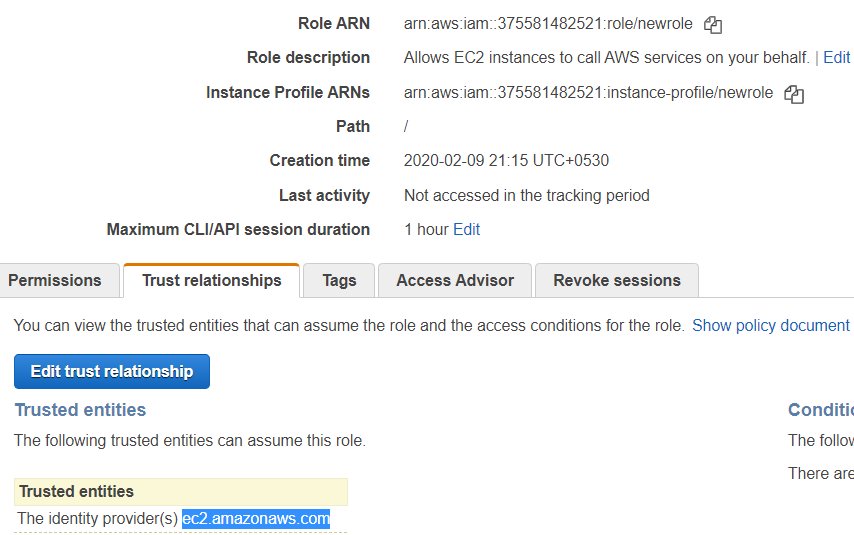 Role ARN arn:aws:iam::375581482521:role/newrole
Role description Allows EC2 instances to call AWS services on your behalf. | Edit
Instance Profile ARNs arn:aws:iam::375581482521:instance-profile/newrole
Path /
Creation time 2020-02-09 21:15 UTC+0530
Last activity Not accessed in the tracking period
Maximum CLI/API session duration 1 hour Edit
Permissions Trust relationships Tags Access Advisor Revoke sessions
You can view the trusted entities that can assume the role and the access conditions for the role. Show policy document
Edit trust relationship
Trusted entities Conditio
The following trusted entities can assume this role. The follow
There are
Trusted entities
The identity provider(s) ec2.amazonaws.com